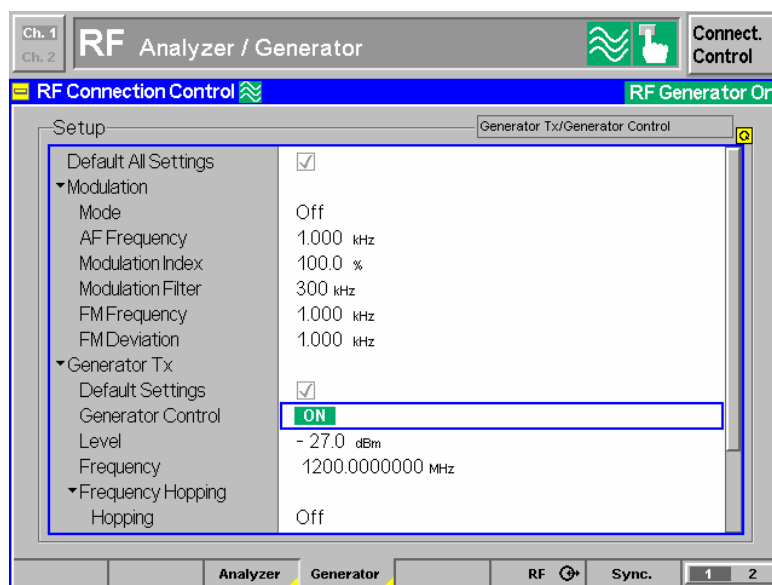 Ch. 1
Ch. 2
RF Analyzer / Generator
Connect.
Control
RF Connection Control
RF Generator On
Setup
Generator Tx/Generator Control
Default All Settings
Modulation
Mode Off
AF Frequency 1.000 kHz
Modulation Index 100.0 %
Modulation Filter 300 kHz
FM Frequency 1.000 kHz
FM Deviation 1.000 kHz
Generator Tx
Default Settings
Generator Control ON
Level - 27.0 dBm
Frequency 1200.0000000 MHz
Frequency Hopping
Hopping Off
Analyzer Generator RF Sync. 1 2